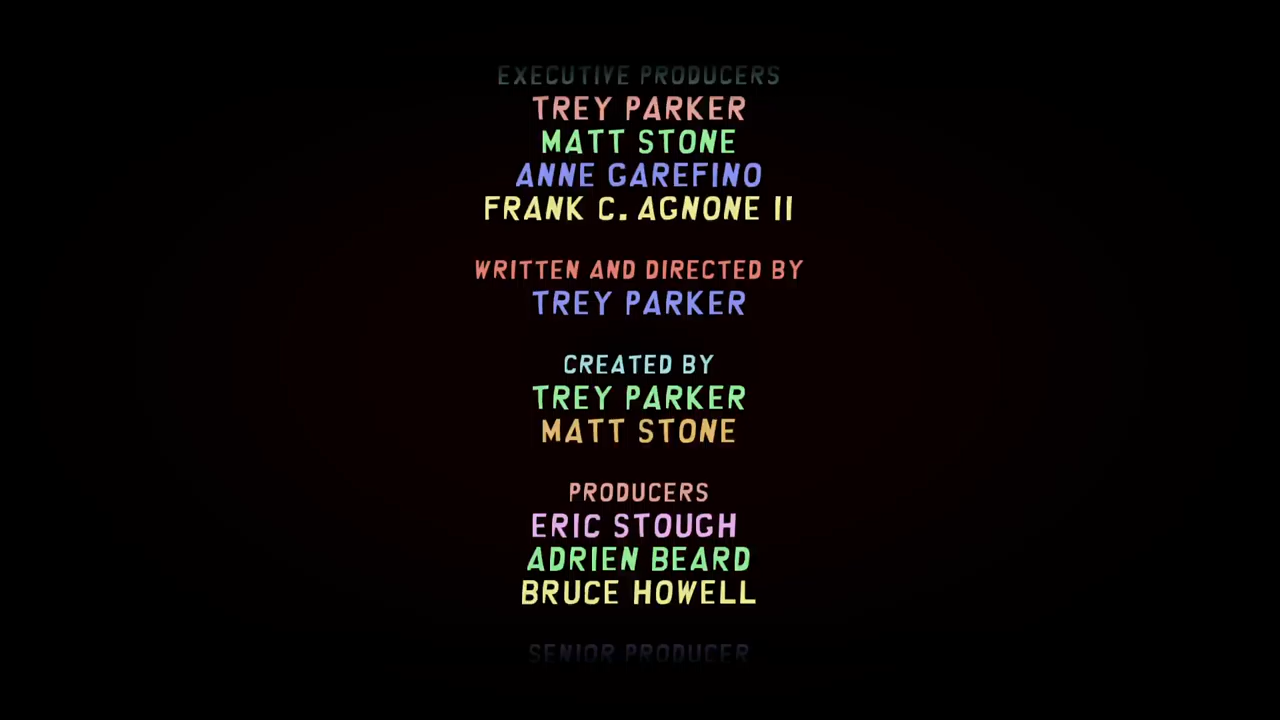 EXECUTIVE PRODUCERS
TREY PARKER
MATT STONE
ANNE GAREFINO
FRANK C. AGNONE II
WRITTEN AND DIRECTED BY
TREY PARKER
CREATED BY
TREY PARKER
MATT STONE
PRODUCERS
ERIC STOUGH
ADRIEN BEARD
BRUCE HOWELL
SENIOR PRODUCER